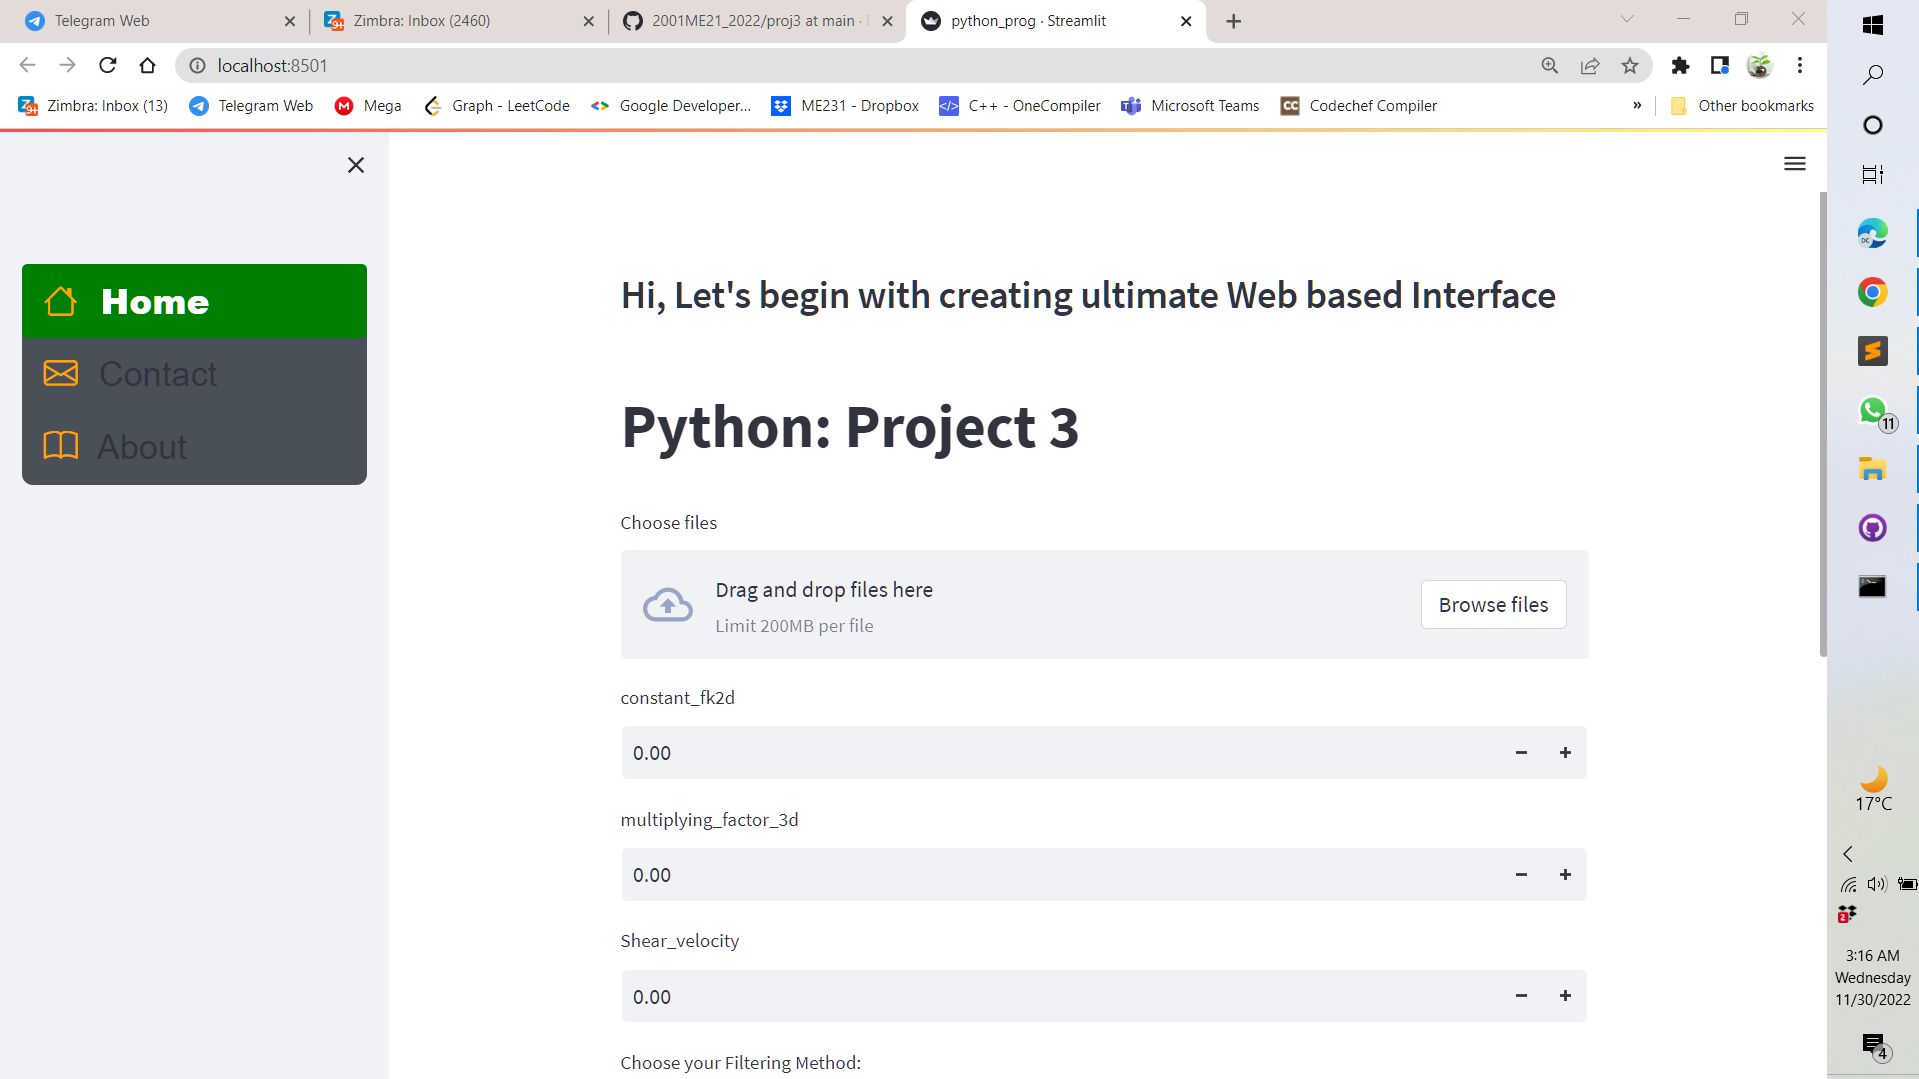 Telegram Web
Zimbra: Inbox (2460)
2001ME21_2022/proj3 at main ·
python_prog · Streamlit
localhost:8501
Zimbra: Inbox (13)
Telegram Web
Mega
Graph - LeetCode
Google Developer...
ME231 - Dropbox
C++ - OneCompiler
Microsoft Teams
Codechef Compiler
»
Other bookmarks
Home
Contact
About
Hi, Let's begin with creating ultimate Web based Interface
Python: Project 3
Choose files
Drag and drop files here
Limit 200MB per file
Browse files
constant_fk2d
0.00
multiplying_factor_3d
0.00
Shear_velocity
0.00
Choose your Filtering Method:
11
17°C
2
3:16 AM
Wednesday
11/30/2022
4